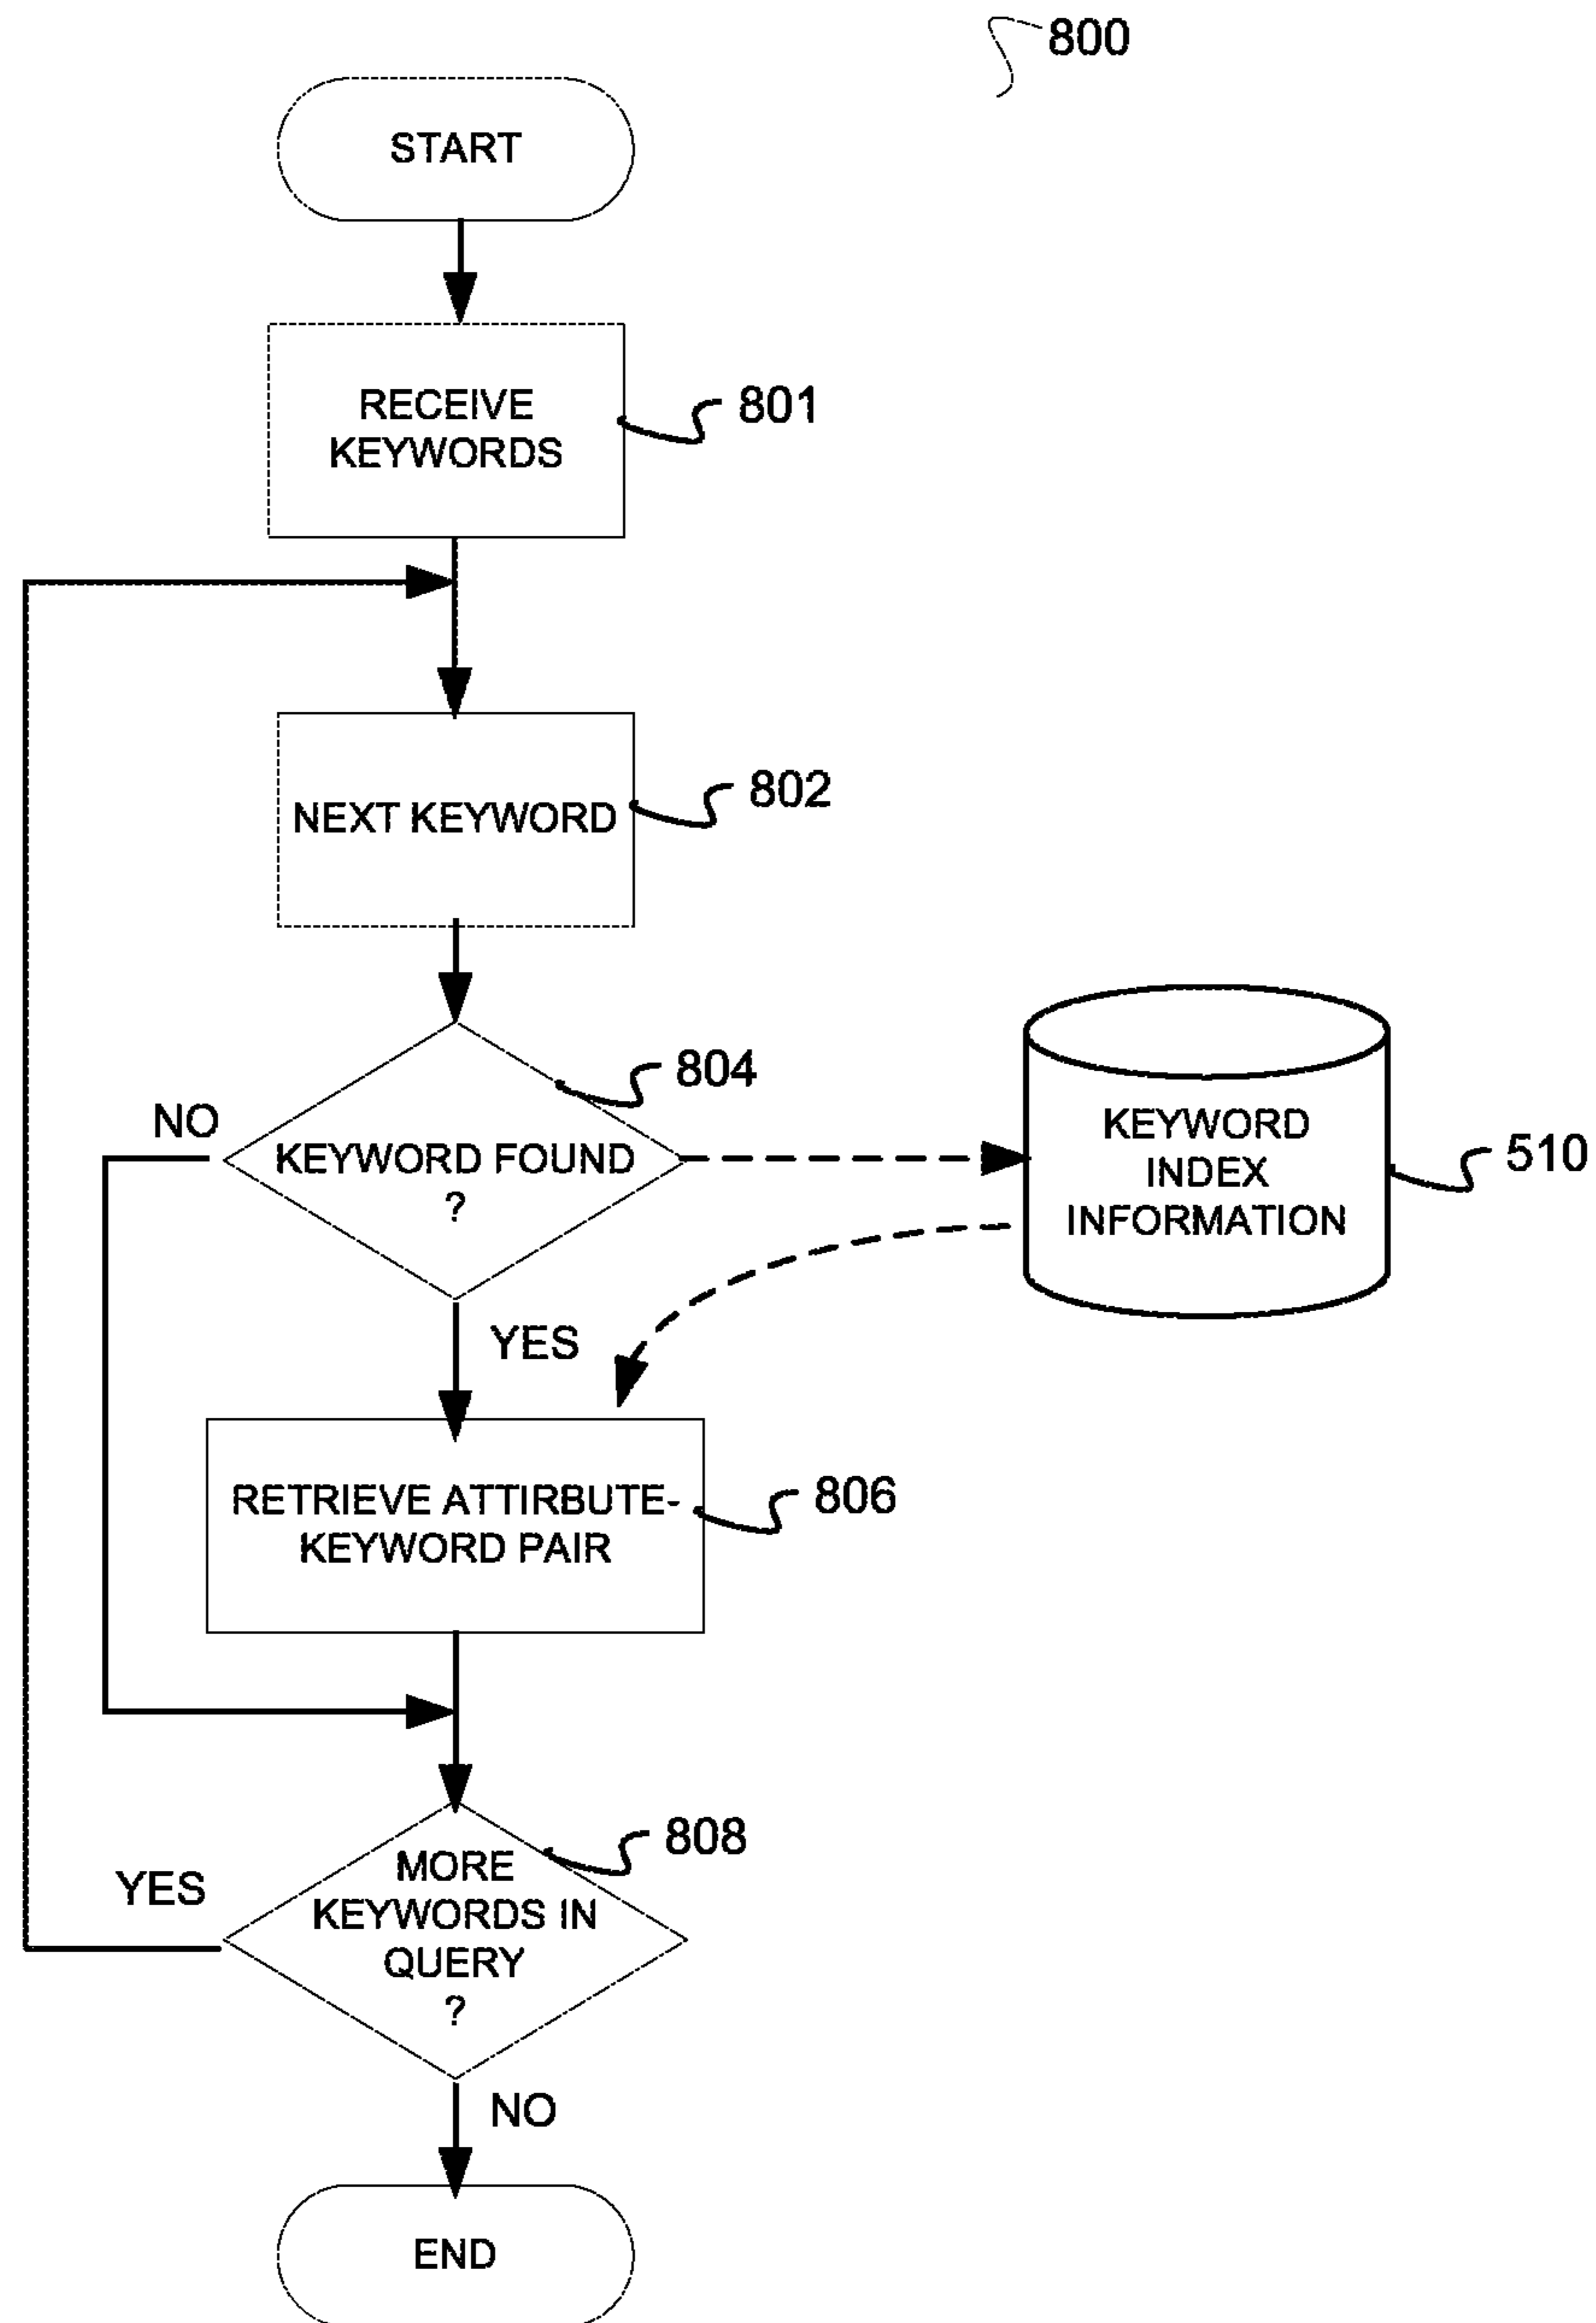 800
START
RECEIVE
KEYWORDS
801
NEXT KEYWORD
802
804
NO
KEYWORD FOUND
?
KEYWORD
INDEX
INFORMATION
510
YES
RETRIEVE ATTIRBUTE-
KEYWORD PAIR
806
808
YES
MORE
KEYWORDS IN
QUERY
?
NO
END